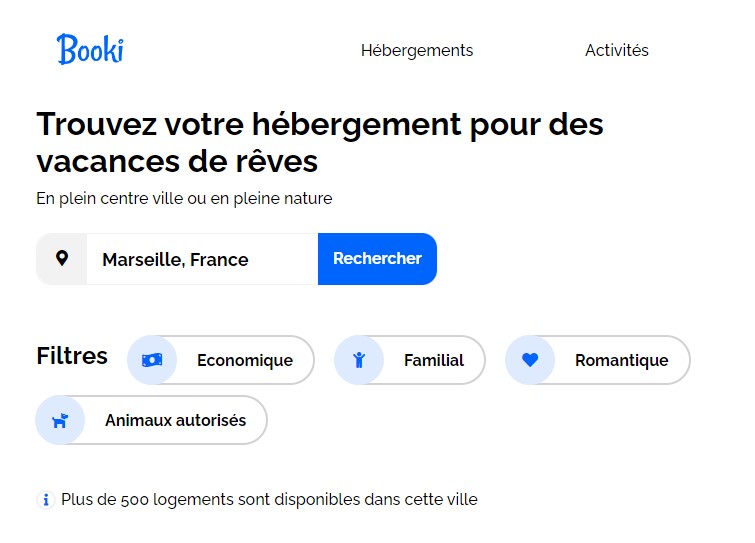 Booki
Hébergements
Activités
Trouvez votre hébergement pour des
vacances de rêves
En plein centre ville ou en pleine nature
Marseille, France
Rechercher
Filtres
Economique
Familial
Romantique
Animaux autorisés
Plus de 500 logements sont disponibles dans cette ville